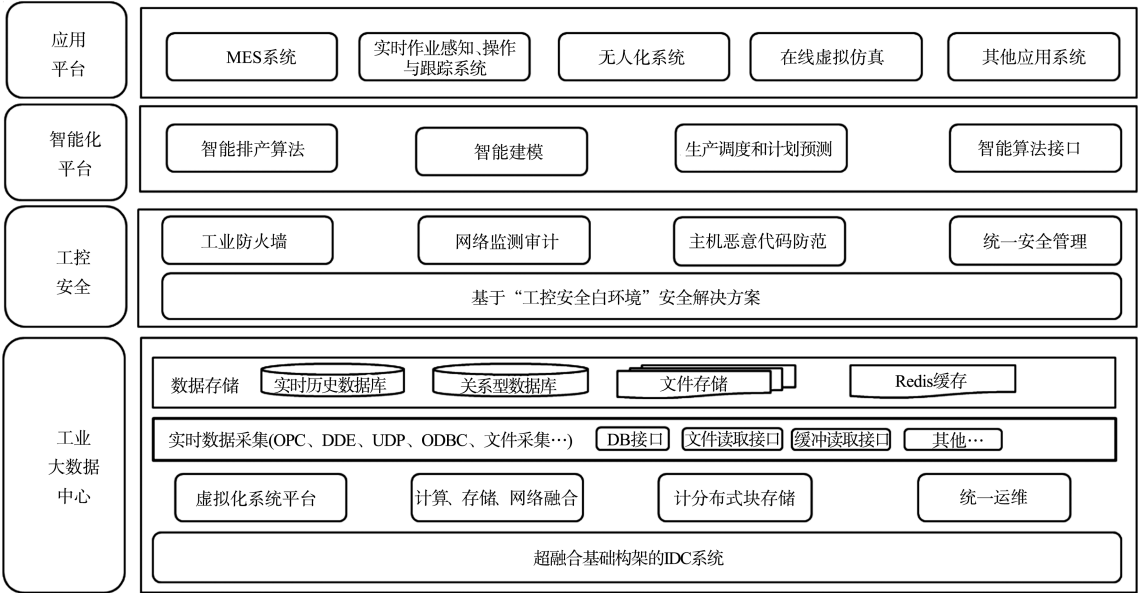 应用
平台
MES系统
实时作业感知、操作
与跟踪系统
无人化系统
在线虚拟仿真
其他应用系统
智能化
平台
智能排产算法
智能建模
生产调度和计划预测
智能算法接口
工控
安全
工业防火墙
网络监测审计
主机恶意代码防范
统一安全管理
基于“工控安全白环境”安全解决方案
工业
大数据
中心
数据存储
实时历史数据库
关系型数据库
文件存储
Redis缓存
实时数据采集(OPC、DDE、UDP、ODBC、文件采集…)
DB接口
文件读取接口
缓冲读取接口
其他…
虚拟化系统平台
计算、存储、网络融合
计分布式块存储
统一运维
超融合基础构架的IDC系统